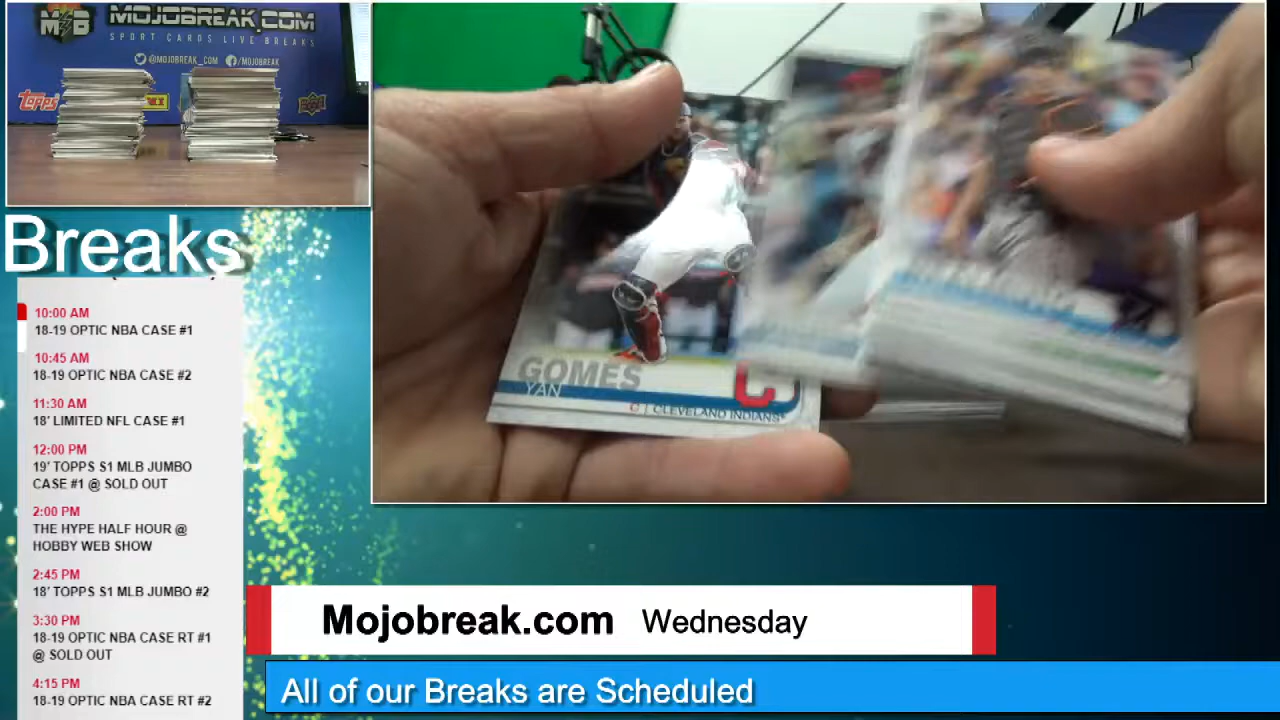 MOJOBREAK.COM
SPORT CARDS LIVE BREAKS
@MOJOBREAK_COM
/MOJOBREAK
TOPPS
Breaks
10:00 AM
18-19 OPTIC NBA CASE #1
10:45 AM
18-19 OPTIC NBA CASE #2
11:30 AM
18' LIMITED NFL CASE #1
12:00 PM
19' TOPPS S1 MLB JUMBO
CASE #1 @ SOLD OUT
2:00 PM
THE HYPE HALF HOUR @
HOBBY WEB SHOW
2:45 PM
18' TOPPS S1 MLB JUMBO #2
3:30 PM
18-19 OPTIC NBA CASE RT #1
@ SOLD OUT
4:15 PM
18-19 OPTIC NBA CASE RT #2
GOMES
YAN
C
C | CLEVELAND INDIANS
Mojobreak.com Wednesday
All of our Breaks are Scheduled